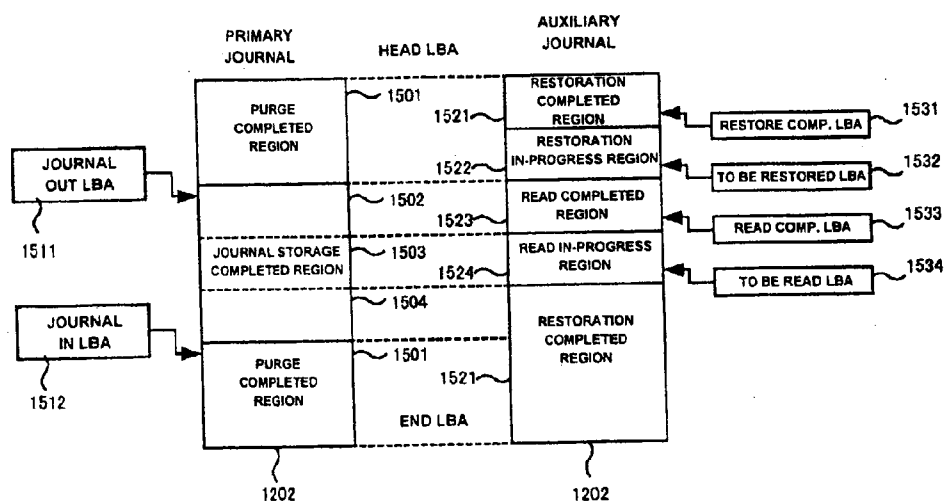 PRIMARY
JOURNAL
HEAD LBA
AUXILIARY
JOURNAL
JOURNAL
OUT LBA
1511
JOURNAL
IN LBA
1512
PURGE
COMPLETED
REGION
1501
1502
JOURNAL STORAGE
COMPLETED REGION
1503
1504
PURGE
COMPLETED
REGION
1501
1202
END LBA
RESTORATION
COMPLETED
REGION
1521
RESTORATION
IN-PROGRESS REGION
1522
READ COMPLETED
REGION
1523
READ IN-PROGRESS
REGION
1524
RESTORATION
COMPLETED
REGION
1521
1202
RESTORE COMP. LBA
1531
TO BE RESTORED LBA
1532
READ COMP. LBA
1533
TO BE READ LBA
1534